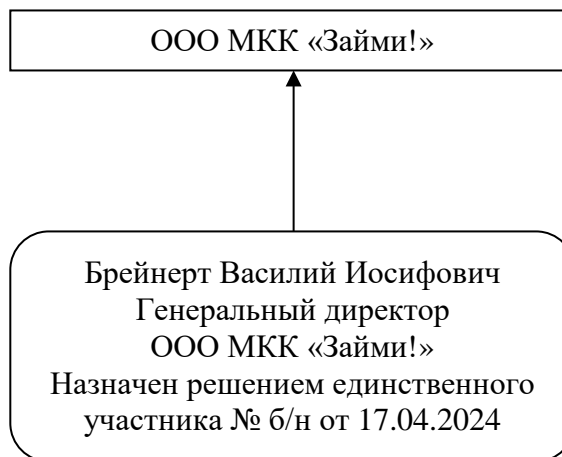 ООО МКК «Займи!»
Брейнерт Василий Иосифович
Генеральный директор
ООО МКК «Займи!»
Назначен решением единственного
участника № б/н от 17.04.2024